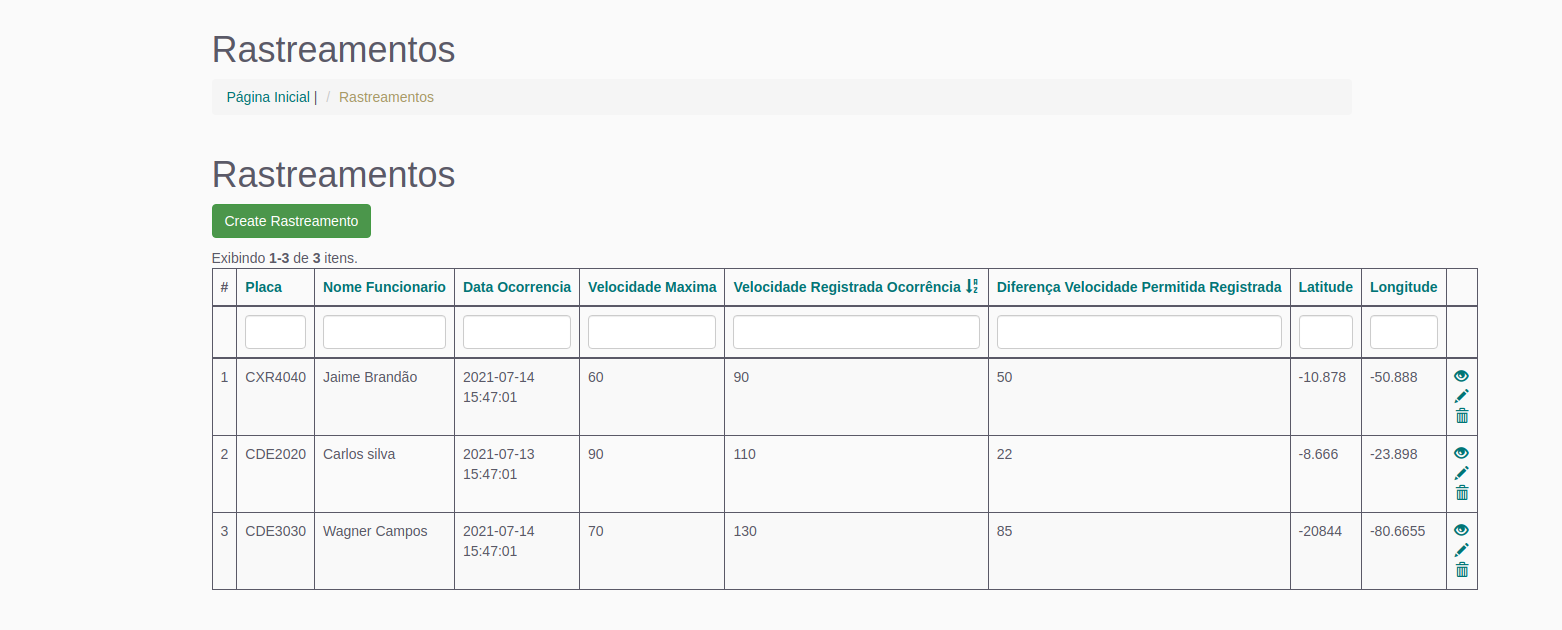 Rastreamentos
Página Inicial | / Rastreamentos
Rastreamentos
Create Rastreamento
Exibindo 1-3 de 3 itens.
# Placa Nome Funcionario Data Ocorrencia Velocidade Maxima Velocidade Registrada Ocorrência Diferença Velocidade Permitida Registrada Latitude Longitude
1 CXR4040 Jaime Brandão 2021-07-14 60 90 50 -10.878 -50.888
15:47:01
2 CDE2020 Carlos silva 2021-07-13 90 110 22 -8.666 -23.898
15:47:01
3 CDE3030 Wagner Campos 2021-07-14 70 130 85 -20844 -80.6655
15:47:01